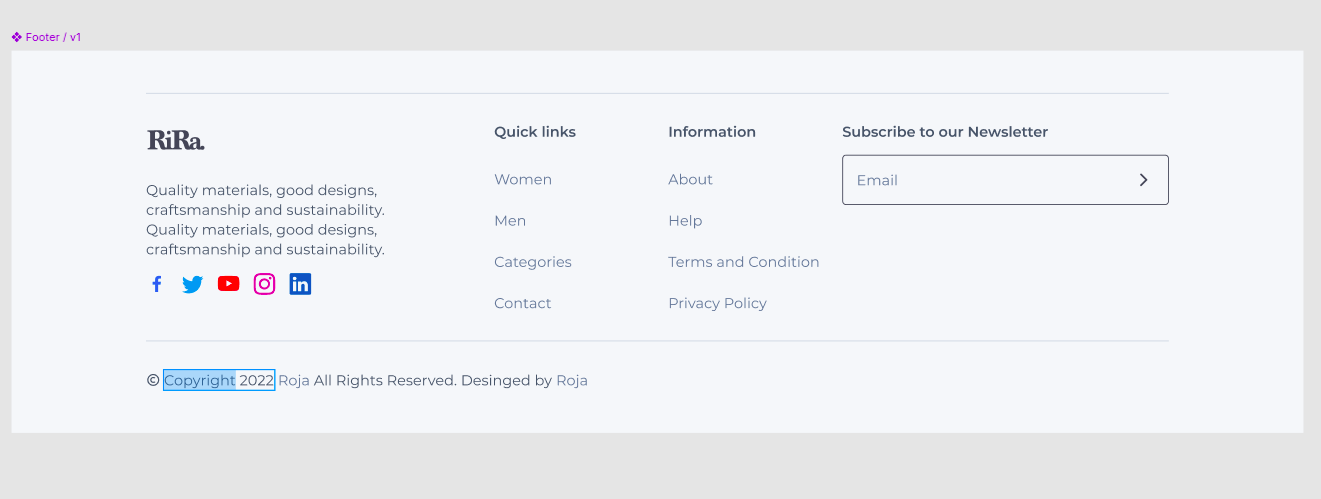 Footer / v1
RiRa.
Quality materials, good designs,
craftsmanship and sustainability.
Quality materials, good designs,
craftsmanship and sustainability.
Quick links
Women
Men
Categories
Contact
Information
About
Help
Terms and Condition
Privacy Policy
Subscribe to our Newsletter
Email
© Copyright 2022 Roja All Rights Reserved. Desinged by Roja